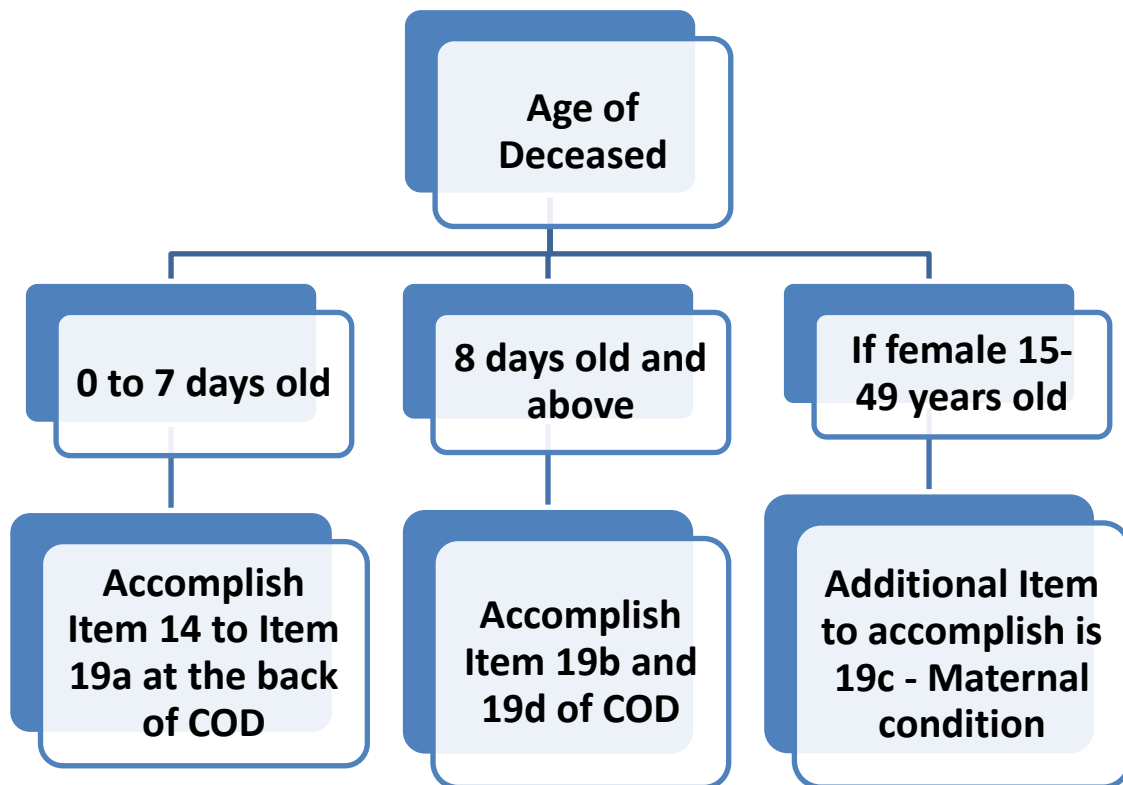 Age of
Deceased
0 to 7 days old
8 days old and
above
If female 15-
49 years old
Accomplish
Item 14 to Item
19a at the back
of COD
Accomplish
Item 19b and
19d of COD
Additional Item
to accomplish is
19c - Maternal
condition